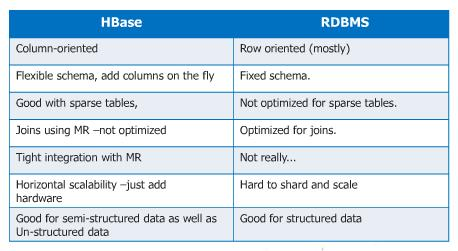 HBase RDBMS
Column-oriented Row oriented (mostly)
Flexible schema, add columns on the fly Fixed schema.
Good with sparse tables, Not optimized for sparse tables.
Joins using MR –not optimized Optimized for joins.
Tight integration with MR Not really...
Horizontal scalability –just add Hard to shard and scale
hardware
Good for semi-structured data as well as Good for structured data
Un-structured data